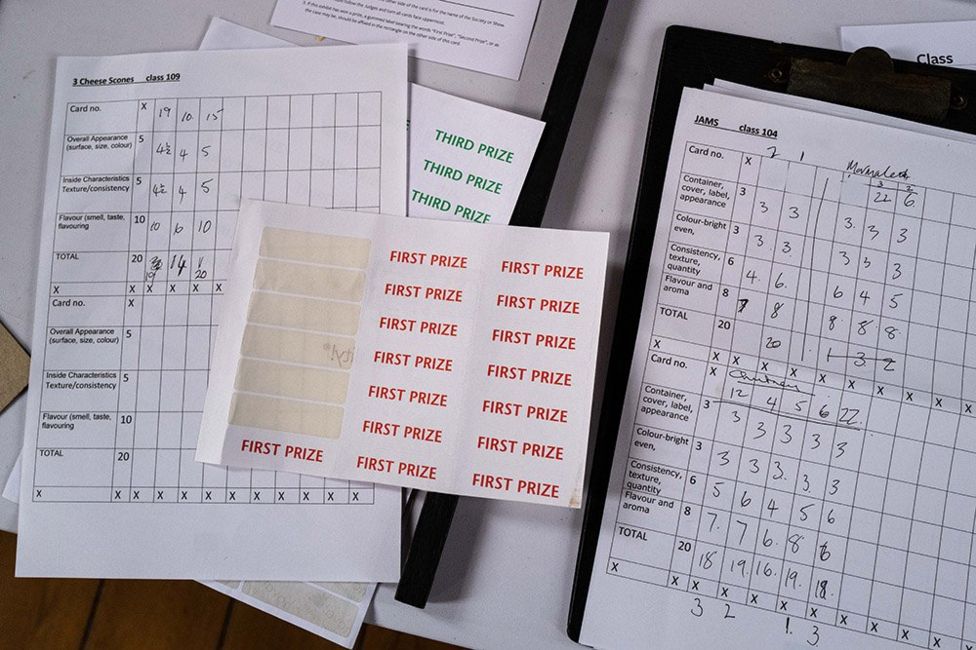 the other side of the card is for the name of the Society or Show.
follow the Judges and turn all cards face uppermost.
3. If this exhibit has won a prize, a gummed label bearing the words "First Prize", "Second Prize", or as
the case may be, should be affixed in the rectangle on the other side of this card.
3 Cheese Scones class 109
Card no. X 19 10 15
Overall Appearance 5 4½ 4 5
(surface, size, colour)
Inside Characteristics 5 4½ 4 5
Texture/consistency
Flavour (smell, taste, 10 10 6 10
flavouring
TOTAL 20 19 14 20
X X X X X
Card no. X
Overall Appearance 5
(surface, size, colour)
Inside Characteristics 5
Texture/consistency
Flavour (smell, taste, 10
flavouring
TOTAL 20
X X X X X X X X X X X
THIRD PRIZE
THIRD PRIZE
THIRD PRIZE
FIRST PRIZE FIRST PRIZE
FIRST PRIZE FIRST PRIZE
FIRST PRIZE FIRST PRIZE
FIRST PRIZE FIRST PRIZE
FIRST PRIZE FIRST PRIZE
FIRST PRIZE FIRST PRIZE
FIRST PRIZE FIRST PRIZE FIRST PRIZE
Class
JAMS class 104
Card no. X 2 1 Marmalade
3 2
22 6
Container, 3 3 3 3. 3 3
cover, label,
appearance
Colour-bright 3 3. 3. 3 3 3
even,
Consistency, 6 4. 6. 6 4 5
texture,
quantity
Flavour and 8 8 8. 8. 8.
aroma
TOTAL 20 20 1 3 2
X X X X X X X X X X
Card no. X Chutney
12 4 5 6 22
Container, 3 3 3 3 3 3
cover, label,
appearance
Colour-bright 3 3 3. 3. 3
even,
Consistency, 6 5 6 4 5 6
texture,
quantity
Flavour and 8 7. 7 6. 8 6
aroma
TOTAL 20 18 19. 16. 19. 18.
X X X X X X X X X X
3 2 1. 3